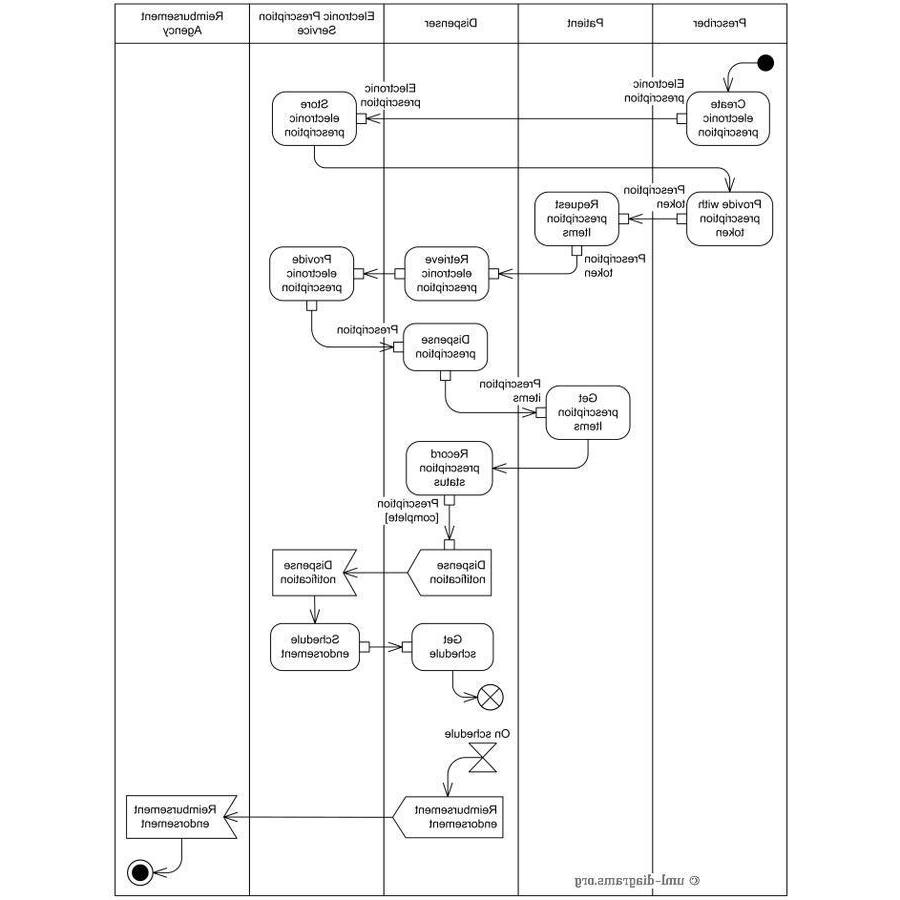 Prescriber
Patient
Dispenser
Electronic Prescription
Service
Reimbursement
Agency
Create
electronic
prescription
Electronic
prescription
Electronic
prescription
Store
electronic
prescription
Provide with
prescription
token
Prescription
token
Request
prescription
Items
Prescription
token
Retrieve
electronic
prescription
Provide
electronic
prescription
Prescription
Dispense
prescription
Prescription
items
Get
prescription
Items
Record
prescription
status
Prescription
[complete]
Dispense
notification
Dispense
notification
Schedule
endorsement
Get
schedule
On schedule
Reimbursement
endorsement
Reimbursement
endorsement
© uml-diagrams.org